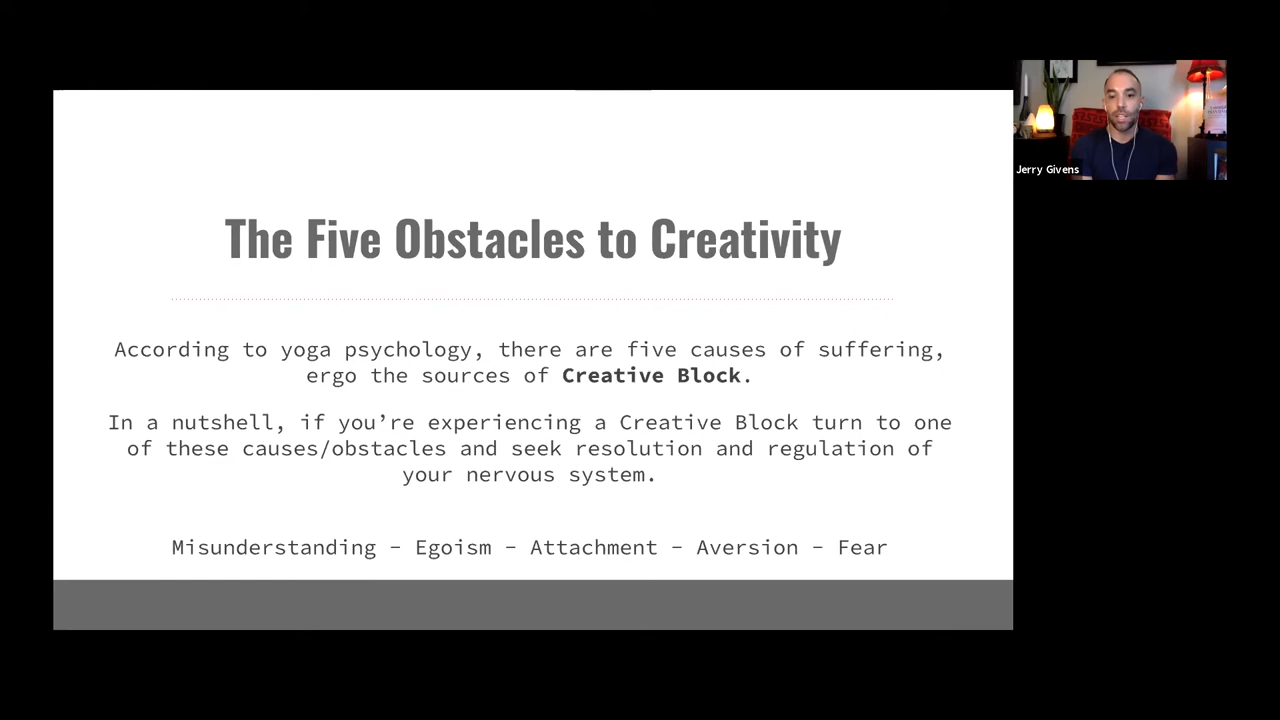 The Five Obstacles to Creativity
According to yoga psychology, there are five causes of suffering,
ergo the sources of Creative Block.
In a nutshell, if you’re experiencing a Creative Block turn to one
of these causes/obstacles and seek resolution and regulation of
your nervous system.
Misunderstanding - Egoism - Attachment - Aversion - Fear
Jerry Givens